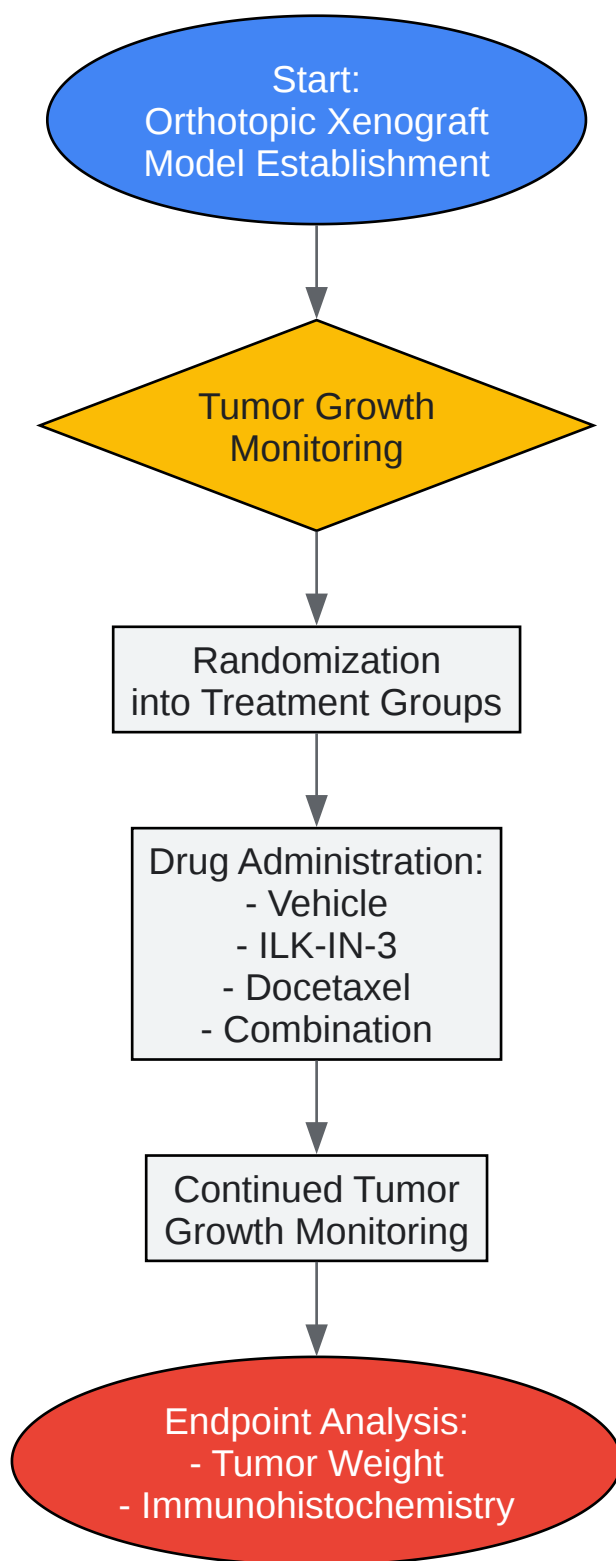 Start:
Orthotopic Xenograft
Model Establishment
Tumor Growth
Monitoring
Randomization
into Treatment Groups
Drug Administration:
- Vehicle
- ILK-IN-3
- Docetaxel
- Combination
Continued Tumor
Growth Monitoring
Endpoint Analysis:
- Tumor Weight
- Immunohistochemistry